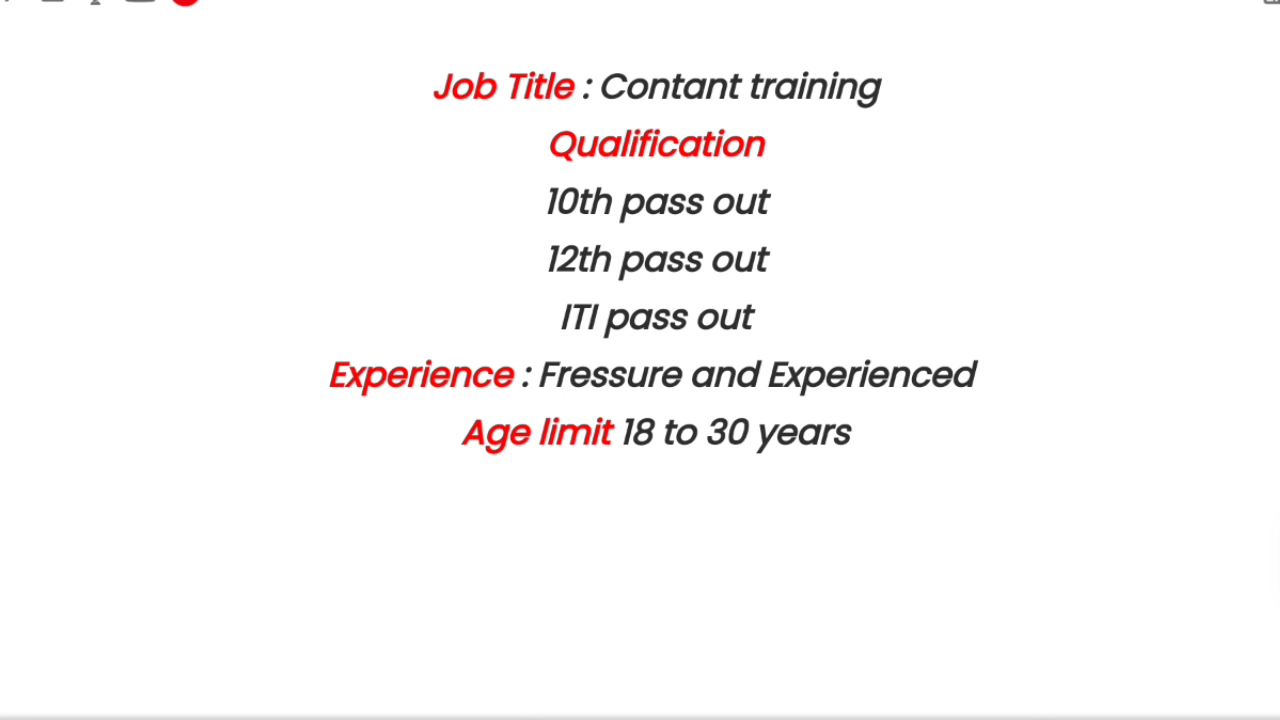 Job Title : Contant training
Qualification
10th pass out
12th pass out
ITI pass out
Experience : Fressure and Experienced
Age limit 18 to 30 years